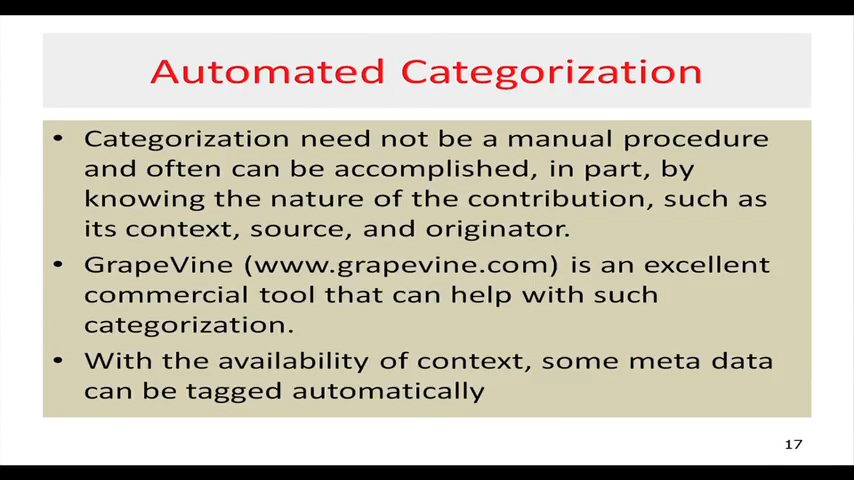 Automated Categorization
• Categorization need not be a manual procedure
and often can be accomplished, in part, by
knowing the nature of the contribution, such as
its context, source, and originator.
• GrapeVine (www.grapevine.com) is an excellent
commercial tool that can help with such
categorization.
• With the availability of context, some meta data
can be tagged automatically
17